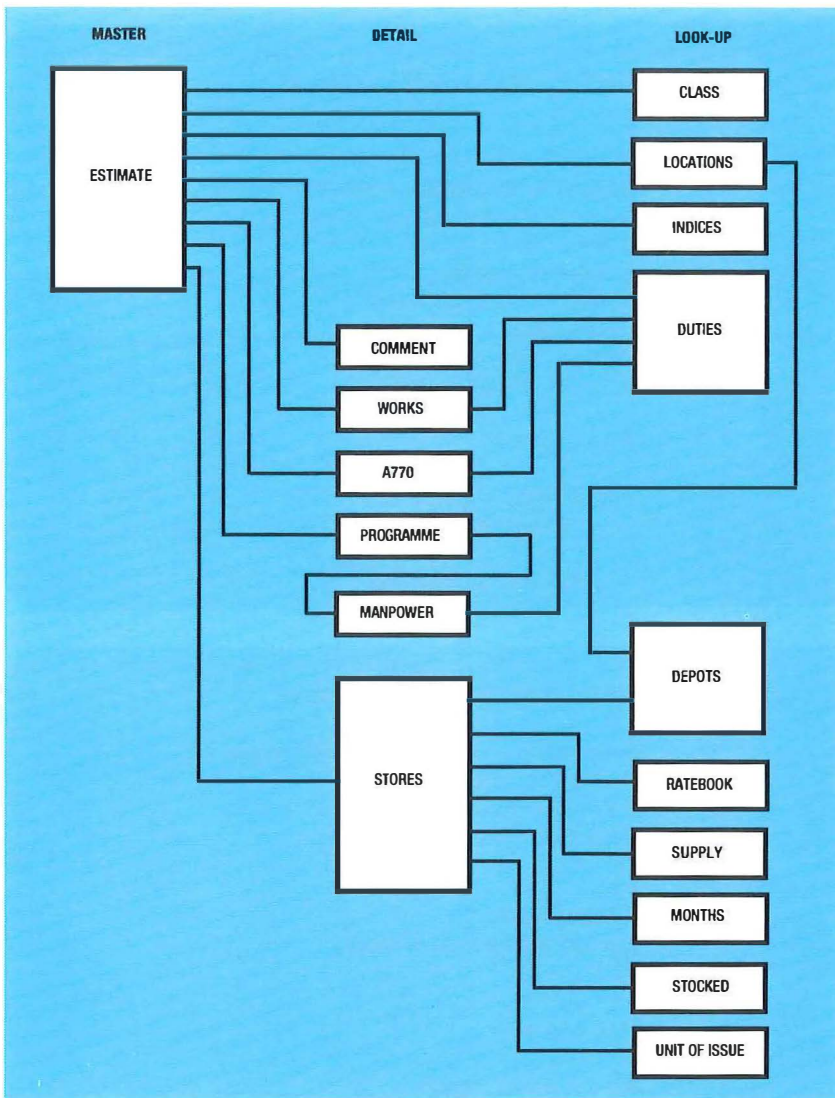 MASTER
DETAIL
LOOK-UP
ESTIMATE
CLASS
LOCATIONS
INDICES
DUTIES
COMMENT
WORKS
A770
PROGRAMME
MANPOWER
DEPOTS
STORES
RATEBOOK
SUPPLY
MONTHS
STOCKED
UNIT OF ISSUE